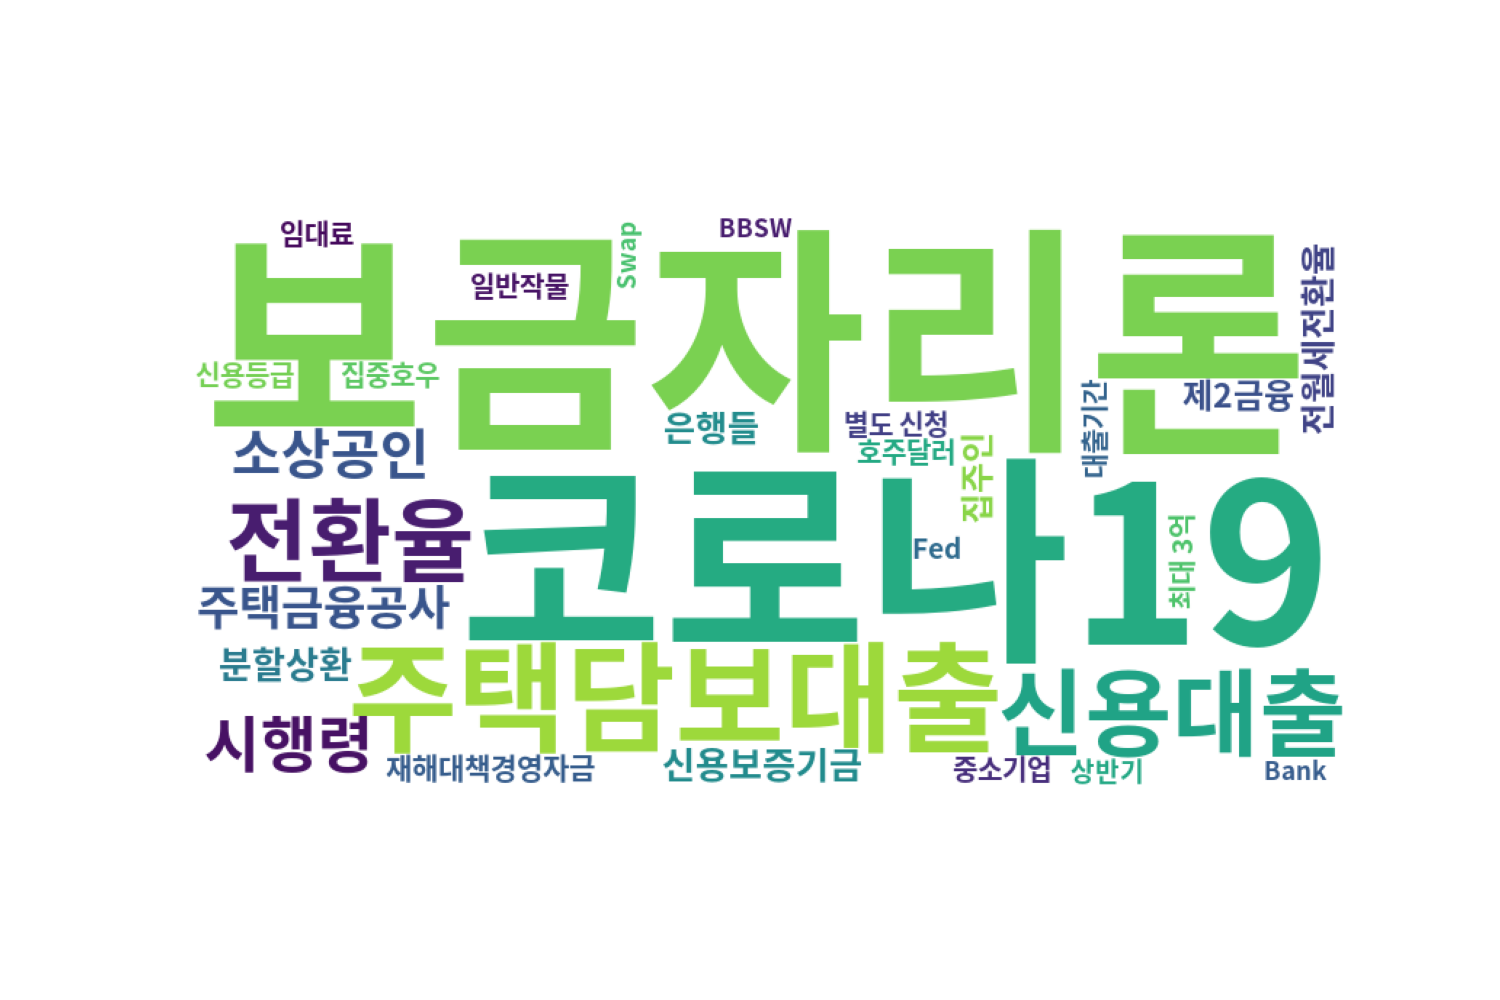 임대료
BBSW
Swap
일반작물
보금자리론
전월세전환율
신용등급
집중호우
제2금융
대출기간
은행들
별도 신청
호주달러
소상공인
집주인
전환율
코로나19
Fed
최대 3억
주택금융공사
분할상환
주택담보대출
신용대출
시행령
재해대책경영자금
신용보증기금
중소기업
상반기
Bank